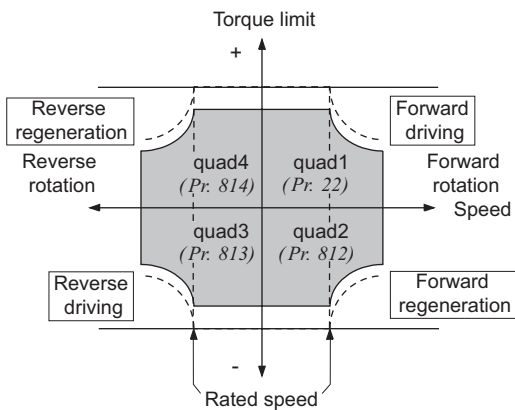 Torque limit
+
Reverse
regeneration
Forward
driving
Reverse
rotation
quad4
(Pr. 814)
quad1
(Pr. 22)
Forward
rotation
Speed
quad3
(Pr. 813)
quad2
(Pr. 812)
Reverse
driving
Forward
regeneration
-
Rated speed